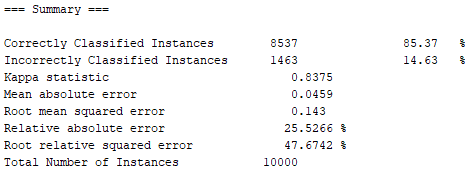 === Summary ===
Correctly Classified Instances 8537 85.37 %
Incorrectly Classified Instances 1463 14.63 %
Kappa statistic 0.8375
Mean absolute error 0.0459
Root mean squared error 0.143
Relative absolute error 25.5266 %
Root relative squared error 47.6742 %
Total Number of Instances 10000